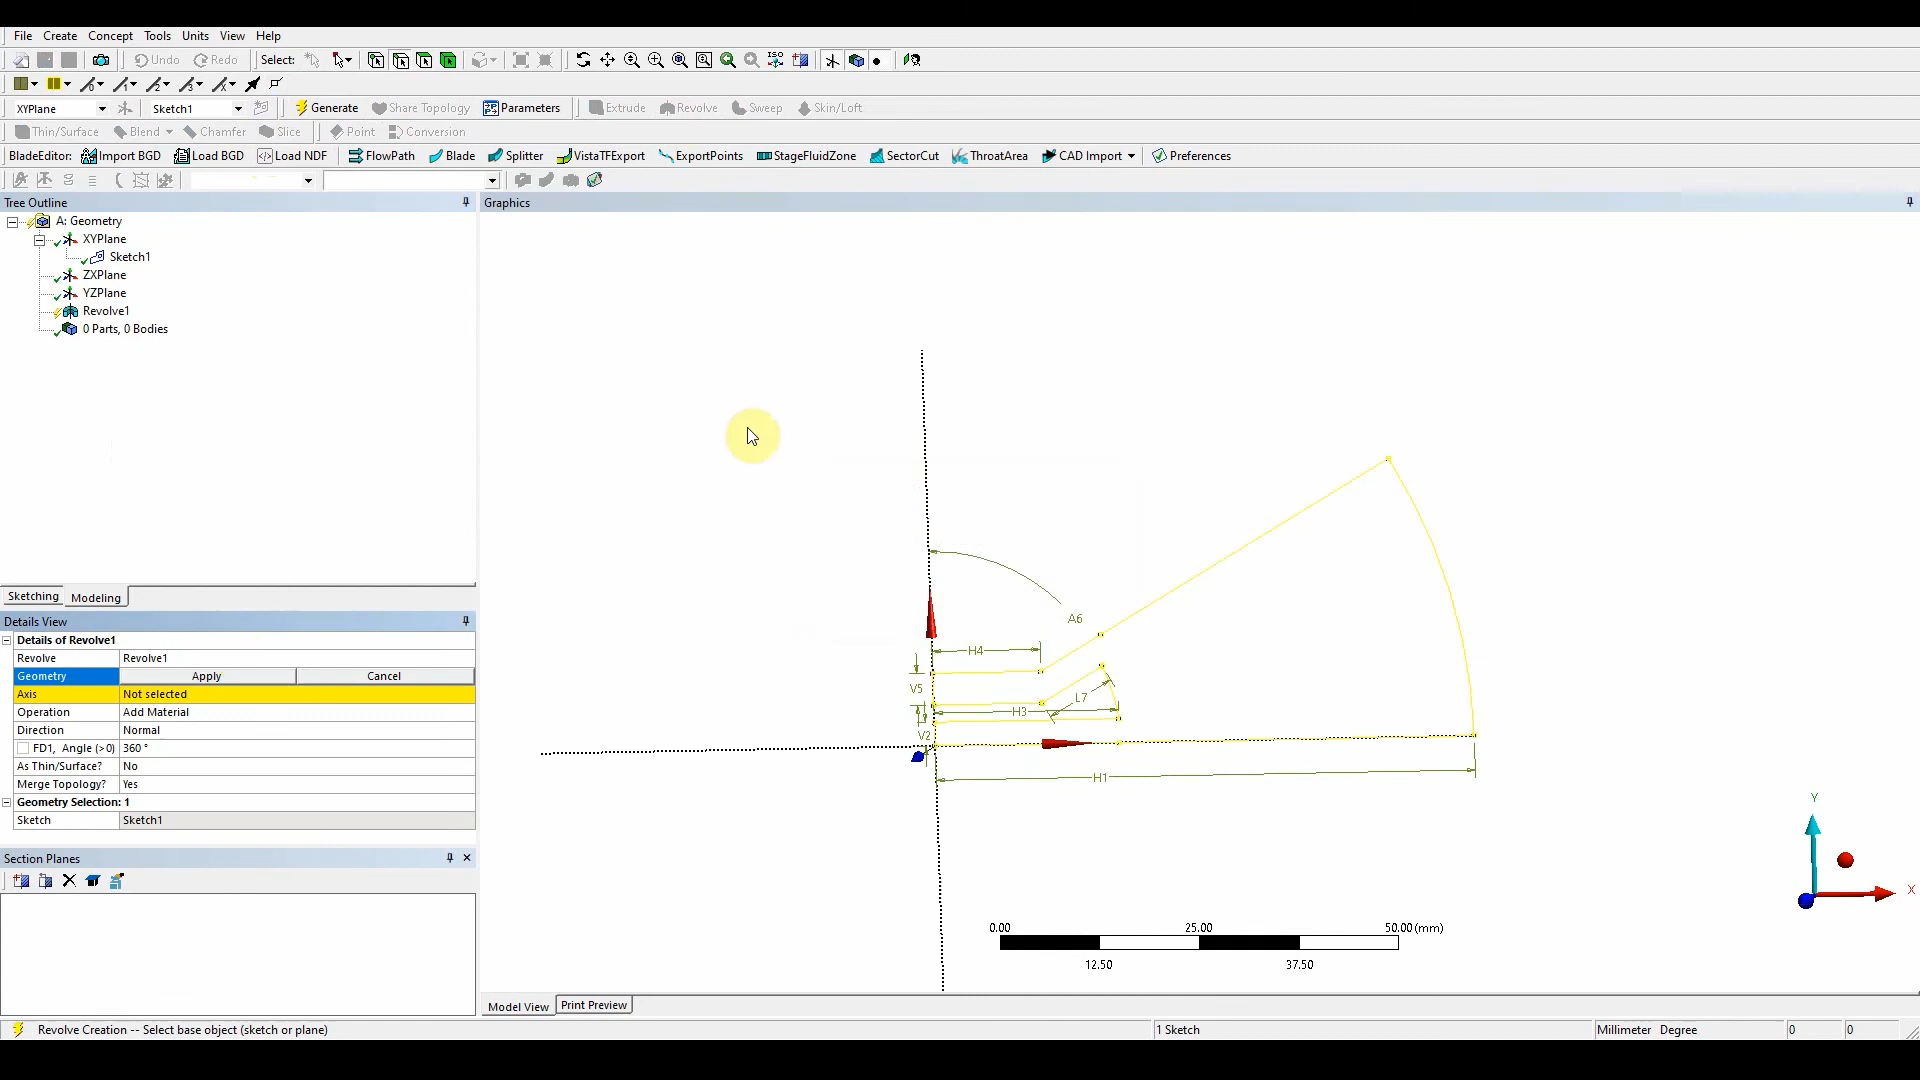 File Create Concept Tools Units View Help
Undo Redo Select: ISO
XYPlane Sketch1 Generate Share Topology Parameters Extrude Revolve Sweep Skin/Loft
Thin/Surface Blend Chamfer Slice Point Conversion
BladeEditor: Import BGD Load BGD Load NDF FlowPath Blade Splitter VistaTFExport ExportPoints StageFluidZone SectorCut ThroatArea CAD Import Preferences
Tree Outline
A: Geometry
XYPlane
Sketch1
ZXPlane
YZPlane
Revolve1
0 Parts, 0 Bodies
Sketching Modeling
Details View
Details of Revolve1
Revolve Revolve1
Geometry Apply Cancel
Axis Not selected
Operation Add Material
Direction Normal
FD1, Angle (>0) 360 °
As Thin/Surface? No
Merge Topology? Yes
Geometry Selection: 1
Sketch Sketch1
Section Planes
Graphics
A6
H4
V5
L7
H3
V2
H1
Y
X
0.00 25.00 50.00 (mm)
12.50 37.50
Model View Print Preview
Revolve Creation -- Select base object (sketch or plane) 1 Sketch Millimeter Degree 0 0